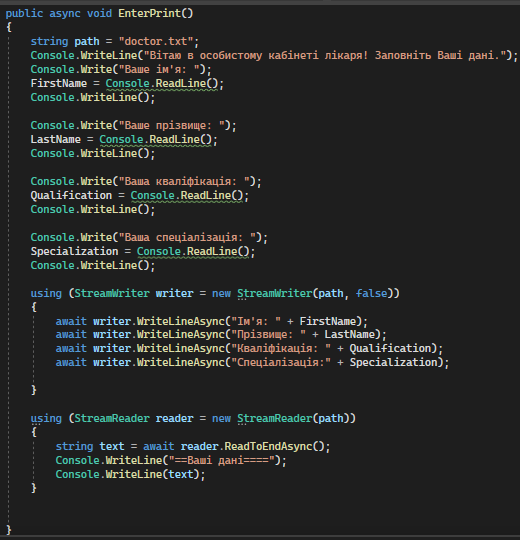 public async void EnterPrint()
{
string path = "doctor.txt";
Console.WriteLine("Вітаю в особистому кабінеті лікаря! Заповніть Ваші дані.");
Console.Write("Ваше ім'я: ");
FirstName = Console.ReadLine();
Console.WriteLine();
Console.Write("Ваше прізвище: ");
LastName = Console.ReadLine();
Console.WriteLine();
Console.Write("Ваша кваліфікація: ");
Qualification = Console.ReadLine();
Console.WriteLine();
Console.Write("Ваша спеціалізація: ");
Specialization = Console.ReadLine();
Console.WriteLine();
using (StreamWriter writer = new StreamWriter(path, false))
{
await writer.WriteLineAsync("Ім'я: " + FirstName);
await writer.WriteLineAsync("Прізвище: " + LastName);
await writer.WriteLineAsync("Кваліфікація: " + Qualification);
await writer.WriteLineAsync("Спеціалізація:" + Specialization);
}
using (StreamReader reader = new StreamReader(path))
{
string text = await reader.ReadToEndAsync();
Console.WriteLine("==Ваші дані====");
Console.WriteLine(text);
}
}